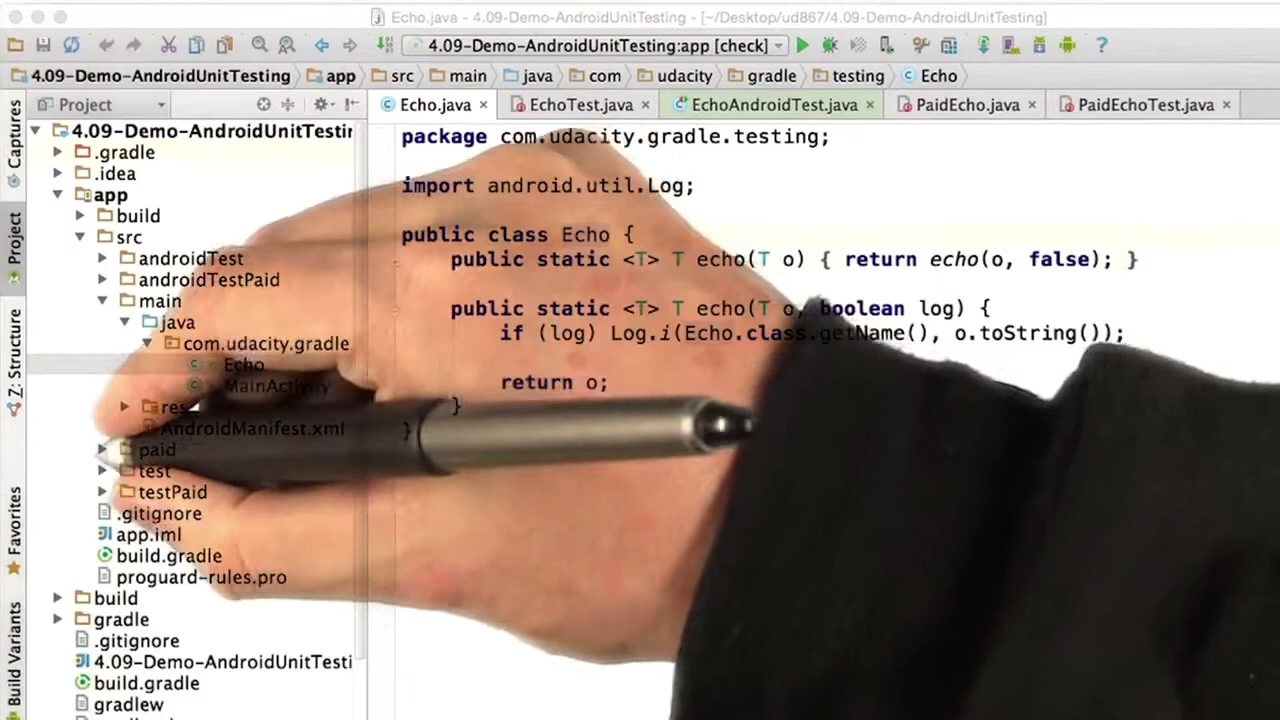 Echo.java - 4.09-Demo-AndroidUnitTesting - [~/Desktop/ud867/4.09-Demo-AndroidUnitTesting]
4.09-Demo-AndroidUnitTesting:app [check]
4.09-Demo-AndroidUnitTesting app src main java com udacity gradle testing Echo
Project
Echo.java EchoTest.java EchoAndroidTest.java PaidEcho.java PaidEchoTest.java
Captures
Project
Z: Structure
Favorites
Build Variants
4.09-Demo-AndroidUnitTestin
.gradle
.idea
app
build
src
androidTest
androidTestPaid
main
java
com.udacity.gradle
Echo
MainActivity
res
AndroidManifest.xml
paid
test
testPaid
.gitignore
app.iml
build.gradle
proguard-rules.pro
build
gradle
.gitignore
4.09-Demo-AndroidUnitTesti
build.gradle
gradlew
package com.udacity.gradle.testing;
import android.util.Log;
public class Echo {
public static <T> T echo(T o) { return echo(o, false); }
public static <T> T echo(T o, boolean log) {
if (log) Log.i(Echo.class.getName(), o.toString());
return o;
}
}